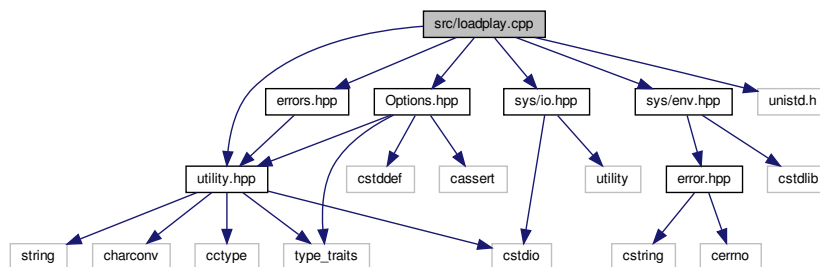 src/loadplay.cpp
errors.hpp
Options.hpp
sys/io.hpp
sys/env.hpp
unistd.h
utility.hpp
cstddef
cassert
utility
error.hpp
cstdlib
string
charconv
cctype
type_traits
cstdio
cstring
cerrno